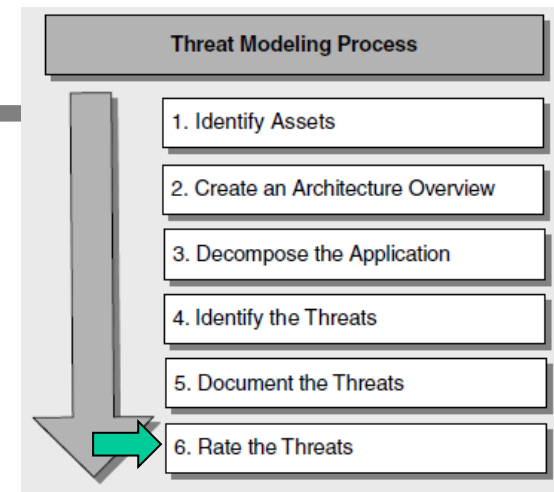 Threat Modeling Process
1. Identify Assets
2. Create an Architecture Overview
3. Decompose the Application
4. Identify the Threats
5. Document the Threats
6. Rate the Threats